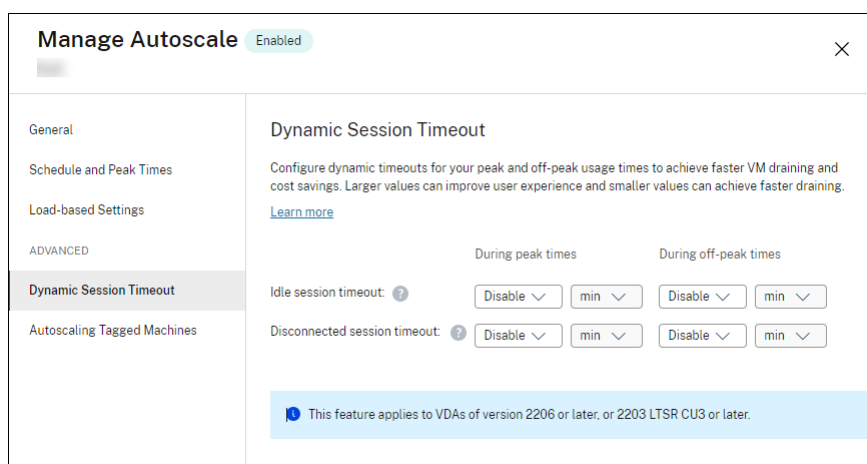 Manage Autoscale Enabled
General
Schedule and Peak Times
Load-based Settings
ADVANCED
Dynamic Session Timeout
Autoscaling Tagged Machines
Dynamic Session Timeout
Configure dynamic timeouts for your peak and off-peak usage times to achieve faster VM draining and
cost savings. Larger values can improve user experience and smaller values can achieve faster draining.
Learn more
During peak times During off-peak times
Idle session timeout: ? Disable min Disable min
Disconnected session timeout: ? Disable min Disable min
This feature applies to VDAs of version 2206 or later, or 2203 LTSR CU3 or later.